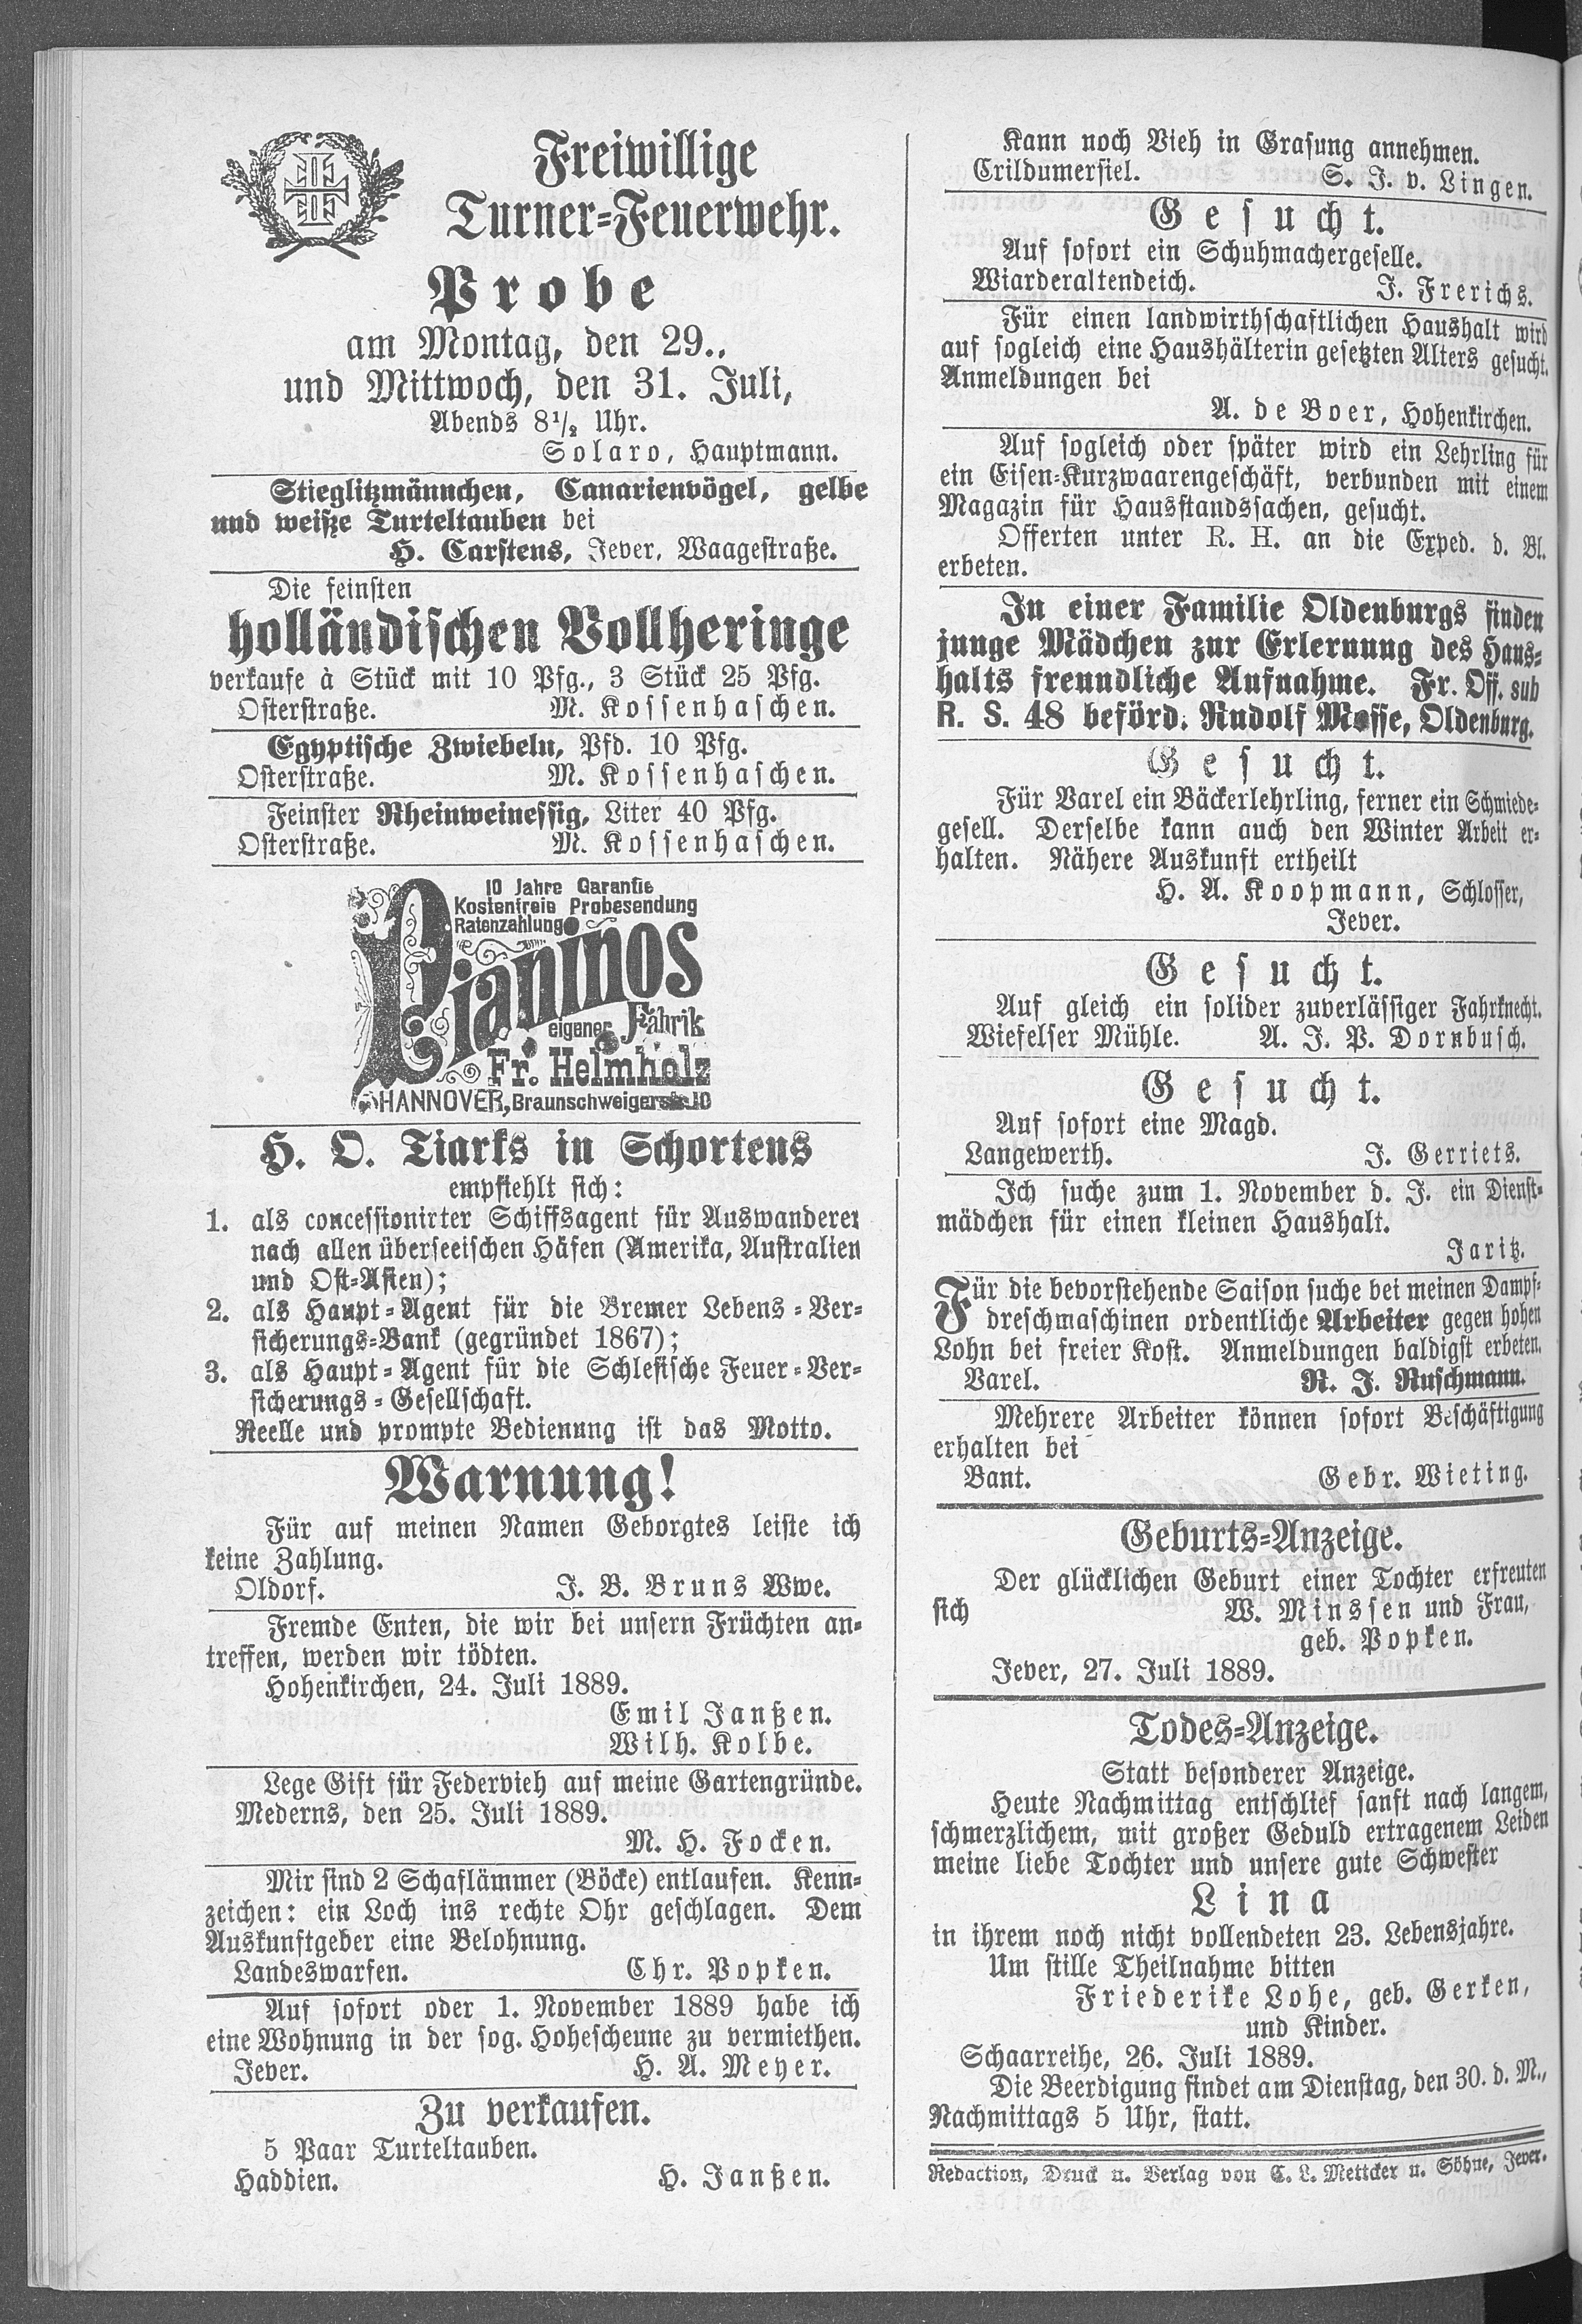 Freiwillige
Turner-Feuerwehr.
Probe
am Montag, den 29.,
und Mittwoch, den 31. Juli,
Abends 8½ Uhr.
Solaro, Hauptmann.
Stieglitzmännchen, Canarienvögel, gelbe
und weiße Turteltauben bei
H. Carstens, Jever, Waagestraße.
Die feinsten
holländischen Vollheringe
verkaufe à Stück mit 10 Pfg., 3 Stück 25 Pfg.
Osterstraße. M. Kossenhaschen.
Egyptische Zwiebeln, Pfd. 10 Pfg.
Osterstraße. M. Kossenhaschen.
Feinster Rheinweinessig, Liter 40 Pfg.
Osterstraße. M. Kossenhaschen.
10 Jahre Garantie
Kostenfreie Probesendung
Ratenzahlung
Pianinos
eigener Fabrik
Fr. Helmholz
HANNOVER, Braunschweigerstr. 10
H. O. Tiarks in Schortens
empfiehlt sich:
1. als concessionirter Schiffsagent für Auswanderer
nach allen überseeischen Häfen (Amerika, Australien
und Ost-Asien);
2. als Haupt-Agent für die Bremer Lebens-Ver-
sicherungs-Bank (gegründet 1867);
3. als Haupt-Agent für die Schlesische Feuer-Ver-
sicherungs-Gesellschaft.
Reelle und prompte Bedienung ist das Motto.
Warnung!
Für auf meinen Namen Geborgtes leiste ich
keine Zahlung.
Oldorf. J. B. Bruns Wwe.
Fremde Enten, die wir bei unsern Früchten an-
treffen, werden wir tödten.
Hohenkirchen, 24. Juli 1889.
Emil Janßen.
Wilh. Kolbe.
Lege Gift für Federvieh auf meine Gartengründe.
Mederns, den 25. Juli 1889.
M. H. Focken.
Mir sind 2 Schaflämmer (Böcke) entlaufen. Kenn-
zeichen: ein Loch ins rechte Ohr geschlagen. Dem
Auskunftgeber eine Belohnung.
Landeswarfen. Chr. Popken.
Auf sofort oder 1. November 1889 habe ich
eine Wohnung in der sog. Hohescheune zu vermiethen.
Jever. H. A. Meyer.
Zu verkaufen.
5 Paar Turteltauben.
Haddien. H. Janßen.
Kann noch Vieh in Grasung annehmen.
Crildumersiel. S. J. v. Lingen.
Gesucht.
Auf sofort ein Schuhmachergeselle.
Wiarderaltendeich. J. Frerichs.
Für einen landwirthschaftlichen Haushalt wird
auf sogleich eine Haushälterin gesetzten Alters gesucht.
Anmeldungen bei
A. de Boer, Hohenkirchen.
Auf sogleich oder später wird ein Lehrling für
ein Eisen-Kurzwaarengeschäft, verbunden mit einem
Magazin für Hausstandssachen, gesucht.
Offerten unter R. H. an die Exped. d. Bl.
erbeten.
In einer Familie Oldenburgs finden
junge Mädchen zur Erlernung des Haus-
halts freundliche Aufnahme. Fr. Off. sub
R. S. 48 beförd. Rudolf Mosse, Oldenburg.
Gesucht.
Für Varel ein Bäckerlehrling, ferner ein Schmiede-
gesell. Derselbe kann auch den Winter Arbeit er-
halten. Nähere Auskunft ertheilt
H. A. Koopmann, Schlosser,
Jever.
Gesucht.
Auf gleich ein solider zuverlässiger Fahrknecht.
Wiefelser Mühle. A. J. P. Dornbusch.
Gesucht.
Auf sofort eine Magd.
Langewerth. J. Gerriets.
Ich suche zum 1. November d. J. ein Dienst-
mädchen für einen kleinen Haushalt.
Jaritz.
Für die bevorstehende Saison suche bei meinen Dampf-
dreschmaschinen ordentliche Arbeiter gegen hohen
Lohn bei freier Kost. Anmeldungen baldigst erbeten.
Varel. R. J. Ruschmann.
Mehrere Arbeiter können sofort Beschäftigung
erhalten bei
Bant. Gebr. Wieting.
Geburts-Anzeige.
Der glücklichen Geburt einer Tochter erfreuten
sich W. Minssen und Frau,
geb. Popken.
Jever, 27. Juli 1889.
Todes-Anzeige.
Statt besonderer Anzeige.
Heute Nachmittag entschlief sanft nach langem,
schmerzlichem, mit großer Geduld ertragenem Leiden
meine liebe Tochter und unsere gute Schwester
Lina
in ihrem noch nicht vollendeten 23. Lebensjahre.
Um stille Theilnahme bitten
Friederike Lohe, geb. Gerken,
und Kinder.
Schaarreihe, 26. Juli 1889.
Die Beerdigung findet am Dienstag, den 30. d. M.,
Nachmittags 5 Uhr, statt.
Redaction, Druck u. Verlag von C. L. Mettcker u. Söhne, Jever.